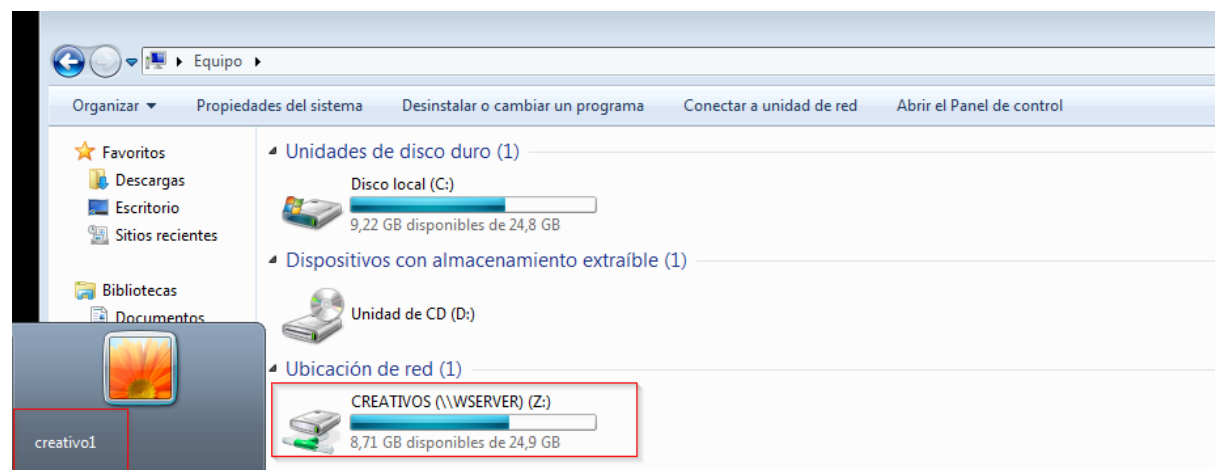 Equipo
Organizar Propiedades del sistema Desinstalar o cambiar un programa Conectar a unidad de red Abrir el Panel de control
Favoritos
Descargas
Escritorio
Sitios recientes
Bibliotecas
Documentos
Unidades de disco duro (1)
Disco local (C:)
9,22 GB disponibles de 24,8 GB
Dispositivos con almacenamiento extraíble (1)
Unidad de CD (D:)
Ubicación de red (1)
CREATIVOS (\\WSERVER) (Z:)
8,71 GB disponibles de 24,9 GB
creativo1